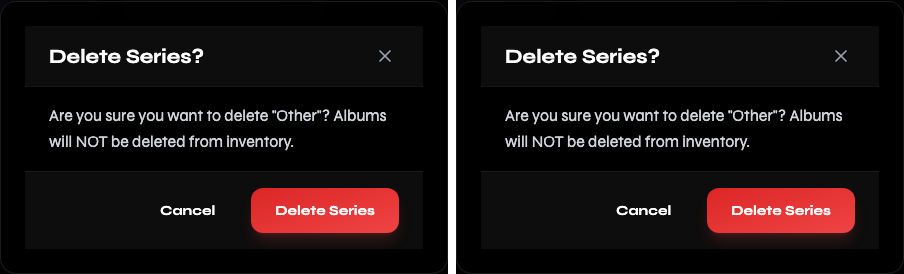 Delete Series?
Are you sure you want to delete "Other"? Albums
will NOT be deleted from inventory.
Cancel
Delete Series
Delete Series?
Are you sure you want to delete "Other"? Albums
will NOT be deleted from inventory.
Cancel
Delete Series